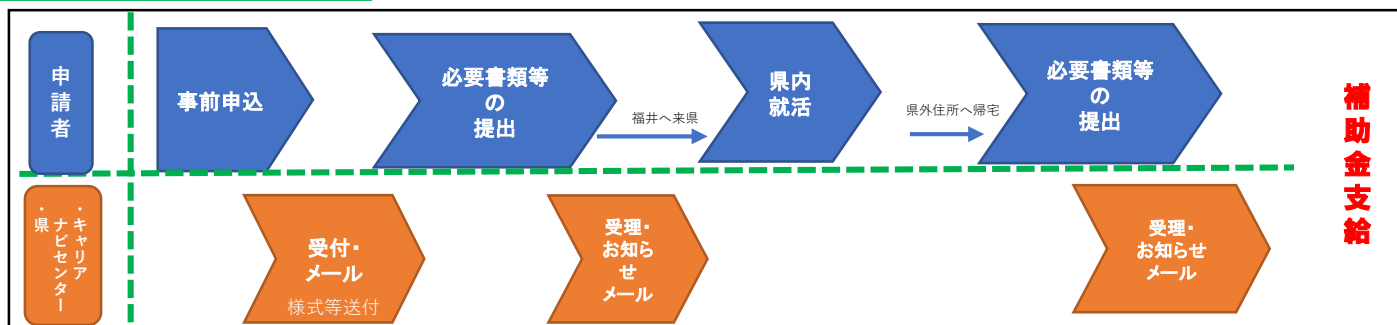 申請者
事前申込
必要書類等
の
提出
福井へ来県
県内
就活
県外住所へ帰宅
必要書類等
の
提出
補助金支給
・キャリア
ナビセンター
・県
受付・
メール
様式等送付
受理・
お知ら
せ
メール
受理・
お知らせ
メール